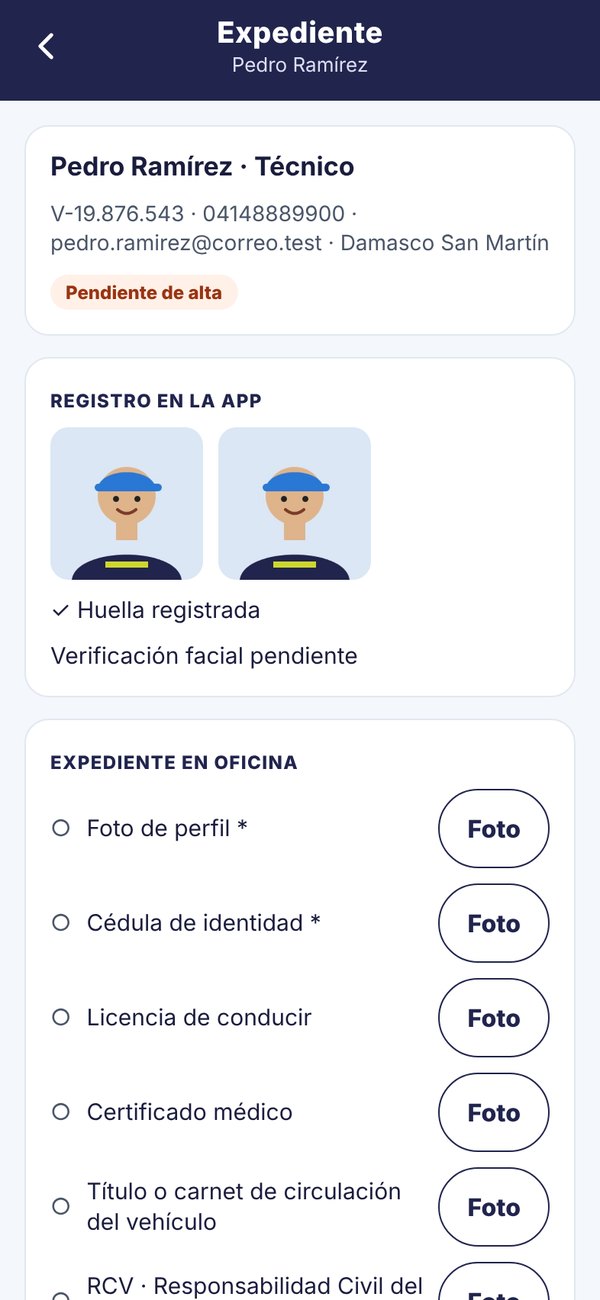 Expediente
Pedro Ramírez
Pedro Ramírez · Técnico
V-19.876.543 · 04148889900 ·
pedro.ramirez@correo.test · Damasco San Martín
Pendiente de alta
REGISTRO EN LA APP
✓ Huella registrada
Verificación facial pendiente
EXPEDIENTE EN OFICINA
Foto de perfil *
Foto
Cédula de identidad *
Foto
Licencia de conducir
Foto
Certificado médico
Foto
Título o carnet de circulación
del vehículo
Foto
RCV · Responsabilidad Civil del
Foto